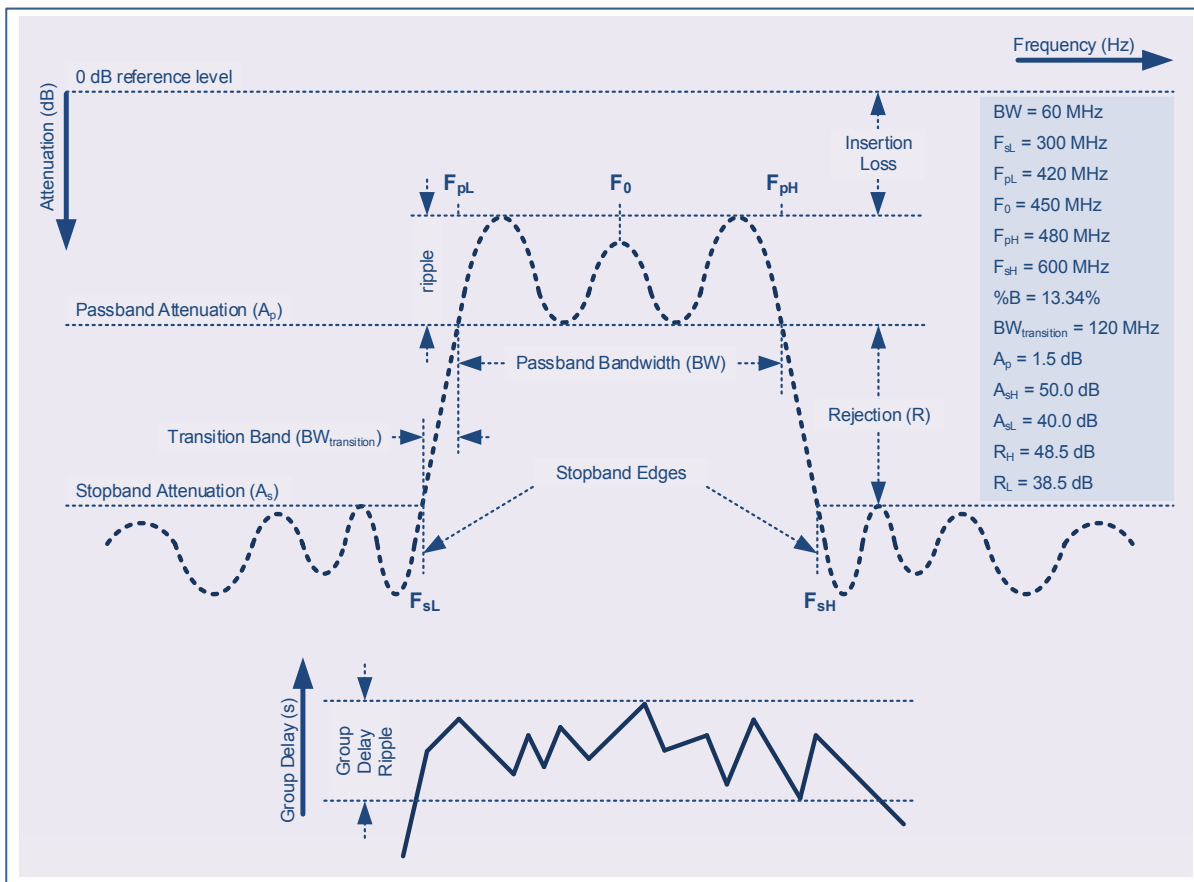 Frequency (Hz)
0 dB reference level
Attenuation (dB)
Insertion
Loss
F_pL
F_0
F_pH
ripple
Passband Attenuation (A_p)
Passband Bandwidth (BW)
Rejection (R)
Transition Band (BW_transition)
Stopband Edges
Stopband Attenuation (A_s)
F_sL
F_sH
BW = 60 MHz
F_sL = 300 MHz
F_pL = 420 MHz
F_0 = 450 MHz
F_pH = 480 MHz
F_sH = 600 MHz
%B = 13.34%
BW_transition = 120 MHz
A_p = 1.5 dB
A_sH = 50.0 dB
A_sL = 40.0 dB
R_H = 48.5 dB
R_L = 38.5 dB
Group Delay (s)
Group
Delay
Ripple